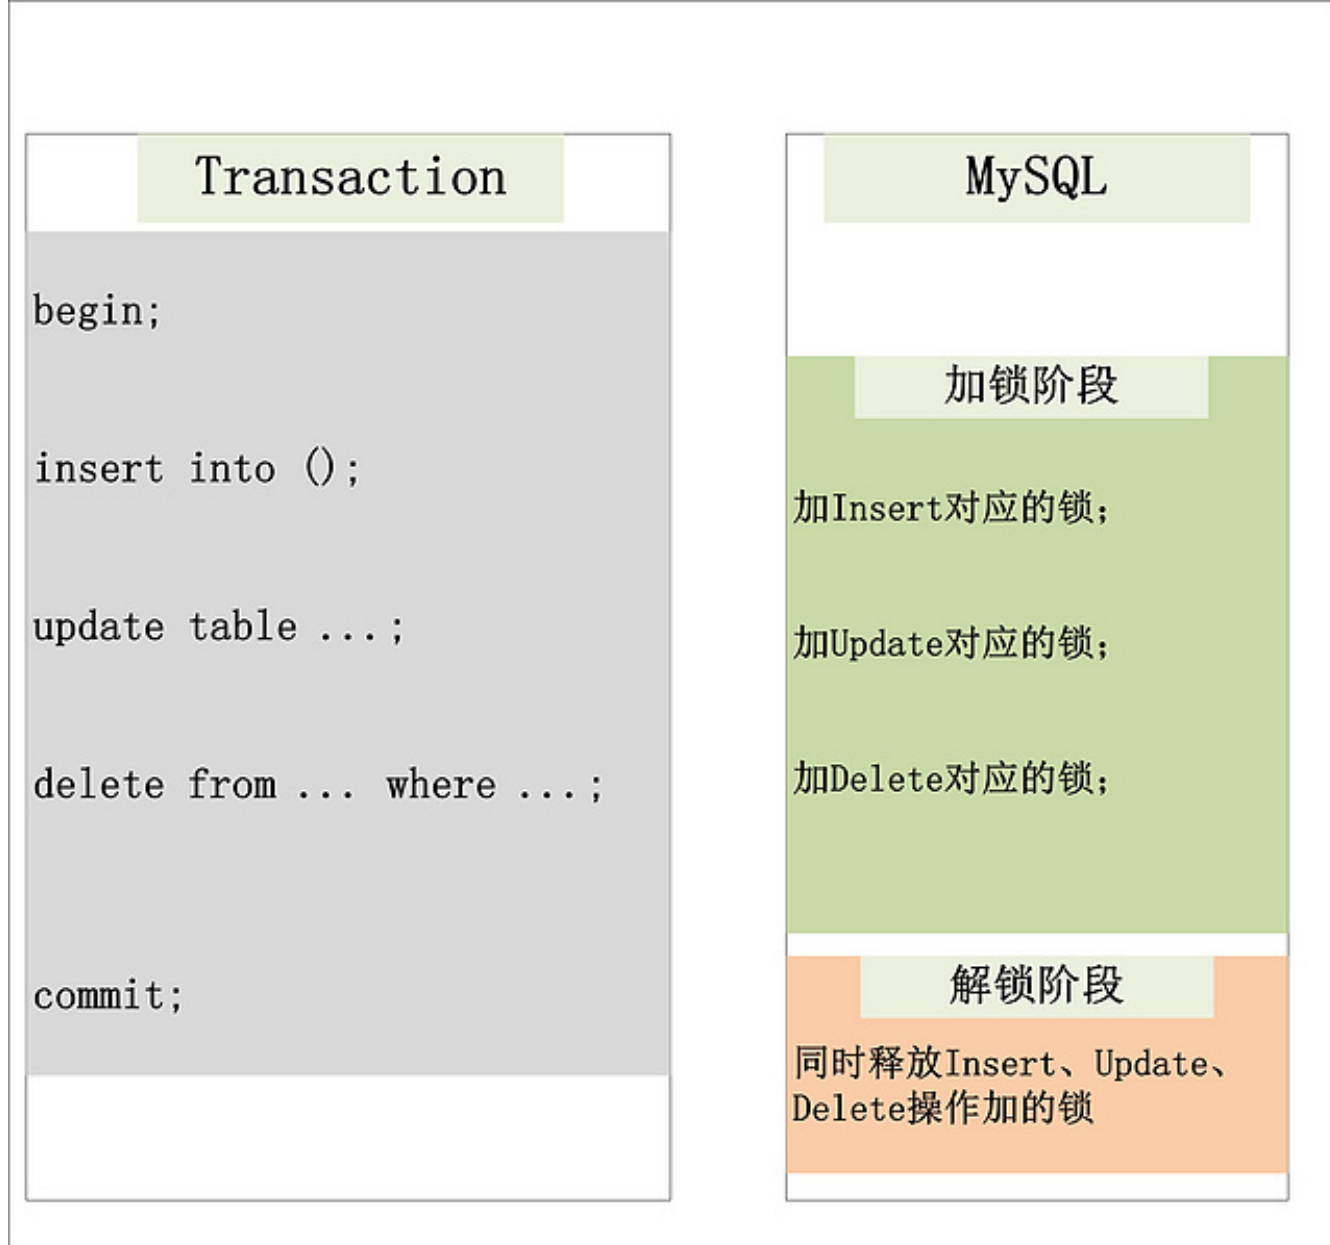 Transaction
begin;
insert into ();
update table ...;
delete from ... where ...;
commit;
MySQL
加锁阶段
加Insert对应的锁；
加Update对应的锁；
加Delete对应的锁；
解锁阶段
同时释放Insert、Update、
Delete操作加的锁